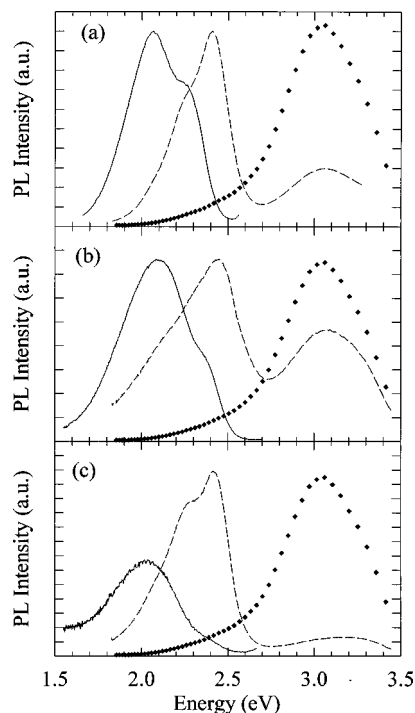 (a)
PL Intensity (a.u.)
(b)
PL Intensity (a.u.)
(c)
PL Intensity (a.u.)
1.5 2.0 2.5 3.0 3.5
Energy (eV)